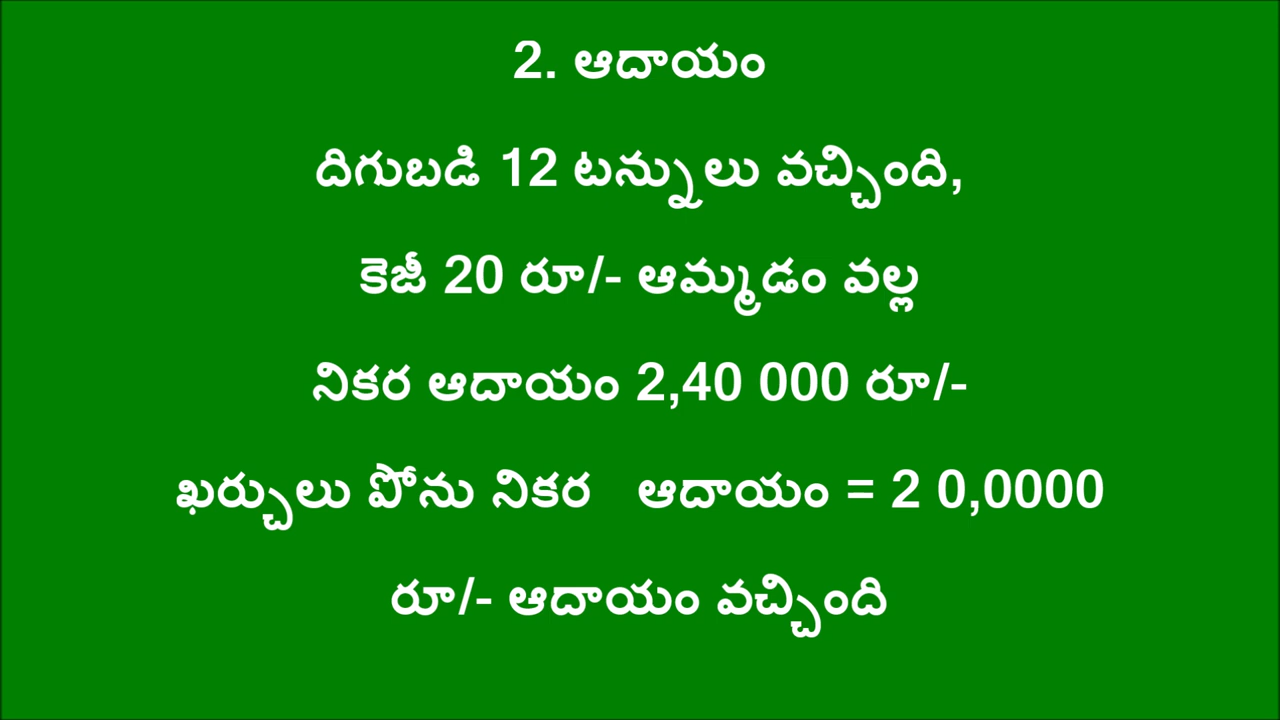 2. ఆదాయం
దిగుబడి 12 టన్నులు వచ్చింది,
కెజీ 20 రూ/- ఆమ్మడం వల్ల
నికర ఆదాయం 2,40 000 రూ/-
ఖర్చులు పోను నికర   ఆదాయం = 2 0,0000
రూ/- ఆదాయం వచ్చింది